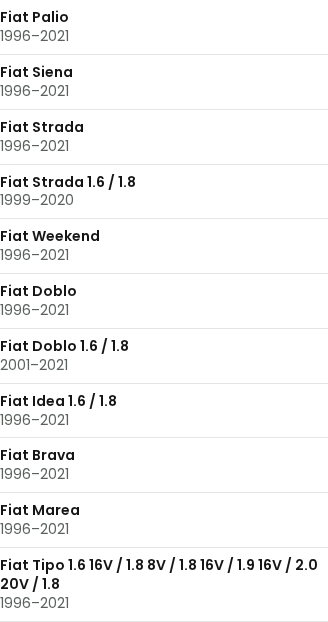 Fiat Palio
1996–2021
Fiat Siena
1996–2021
Fiat Strada
1996–2021
Fiat Strada 1.6 / 1.8
1999–2020
Fiat Weekend
1996–2021
Fiat Doblo
1996–2021
Fiat Doblo 1.6 / 1.8
2001–2021
Fiat Idea 1.6 / 1.8
1996–2021
Fiat Brava
1996–2021
Fiat Marea
1996–2021
Fiat Tipo 1.6 16V / 1.8 8V / 1.8 16V / 1.9 16V / 2.0
20V / 1.8
1996–2021